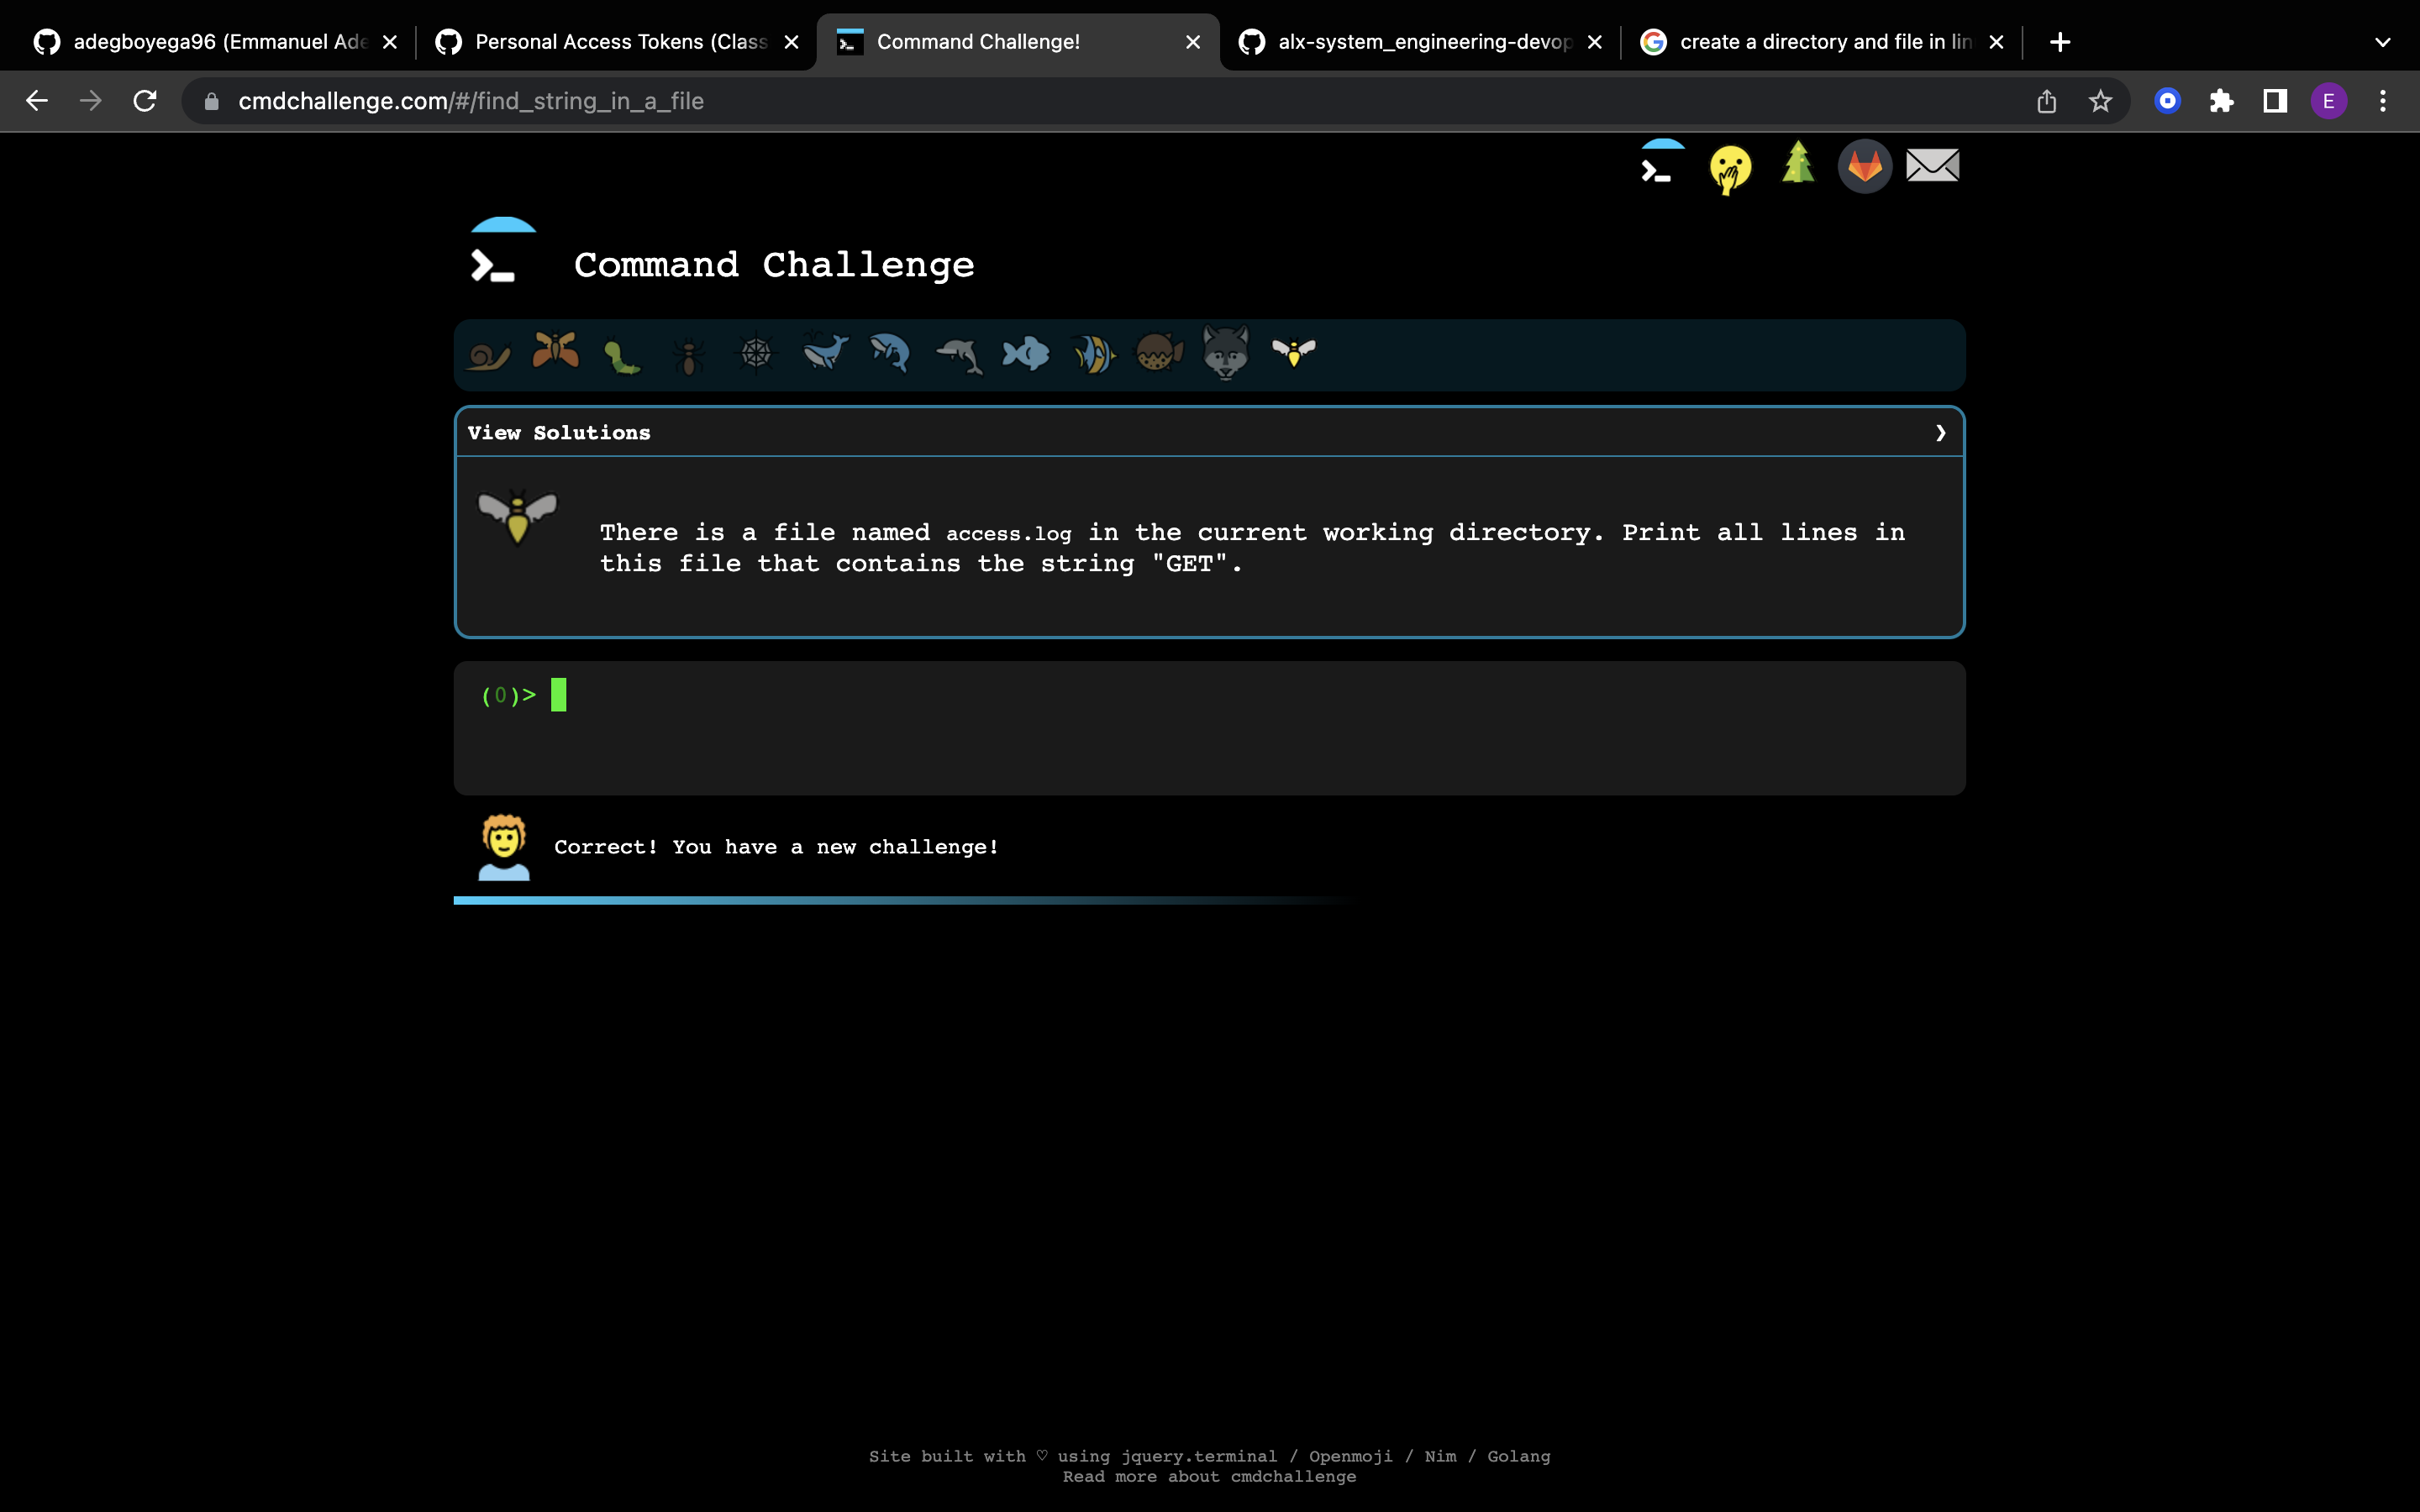 adegboyega96 (Emmanuel Ade
Personal Access Tokens (Class
Command Challenge!
alx-system_engineering-devop
create a directory and file in lin
cmdchallenge.com/#/find_string_in_a_file
E
Command Challenge
View Solutions
There is a file named access.log in the current working directory. Print all lines in
this file that contains the string "GET".
(0)>
Correct! You have a new challenge!
Site built with ♡ using jquery.terminal / Openmoji / Nim / Golang
Read more about cmdchallenge